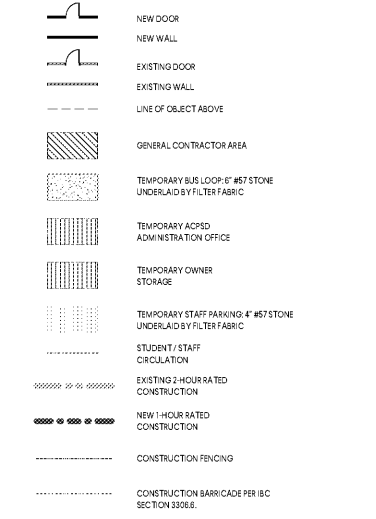 NEW DOOR
NEW WALL
EXISTING DOOR
EXISTING WALL
LINE OF OBJECT ABOVE
GENERAL CONTRACTOR AREA
TEMPORARY BUS LOOP: 6" #57 STONE
UNDERLAID BY FILTER FABRIC
TEMPORARY ACPSD
ADMINISTRATION OFFICE
TEMPORARY OWNER
STORAGE
TEMPORARY STAFF PARKING: 4" #57 STONE
UNDERLAID BY FILTER FABRIC
STUDENT / STAFF
CIRCULATION
EXISTING 2-HOUR RATED
CONSTRUCTION
NEW 1-HOUR RATED
CONSTRUCTION
CONSTRUCTION FENCING
CONSTRUCTION BARRICADE PER IBC
SECTION 3306.6.